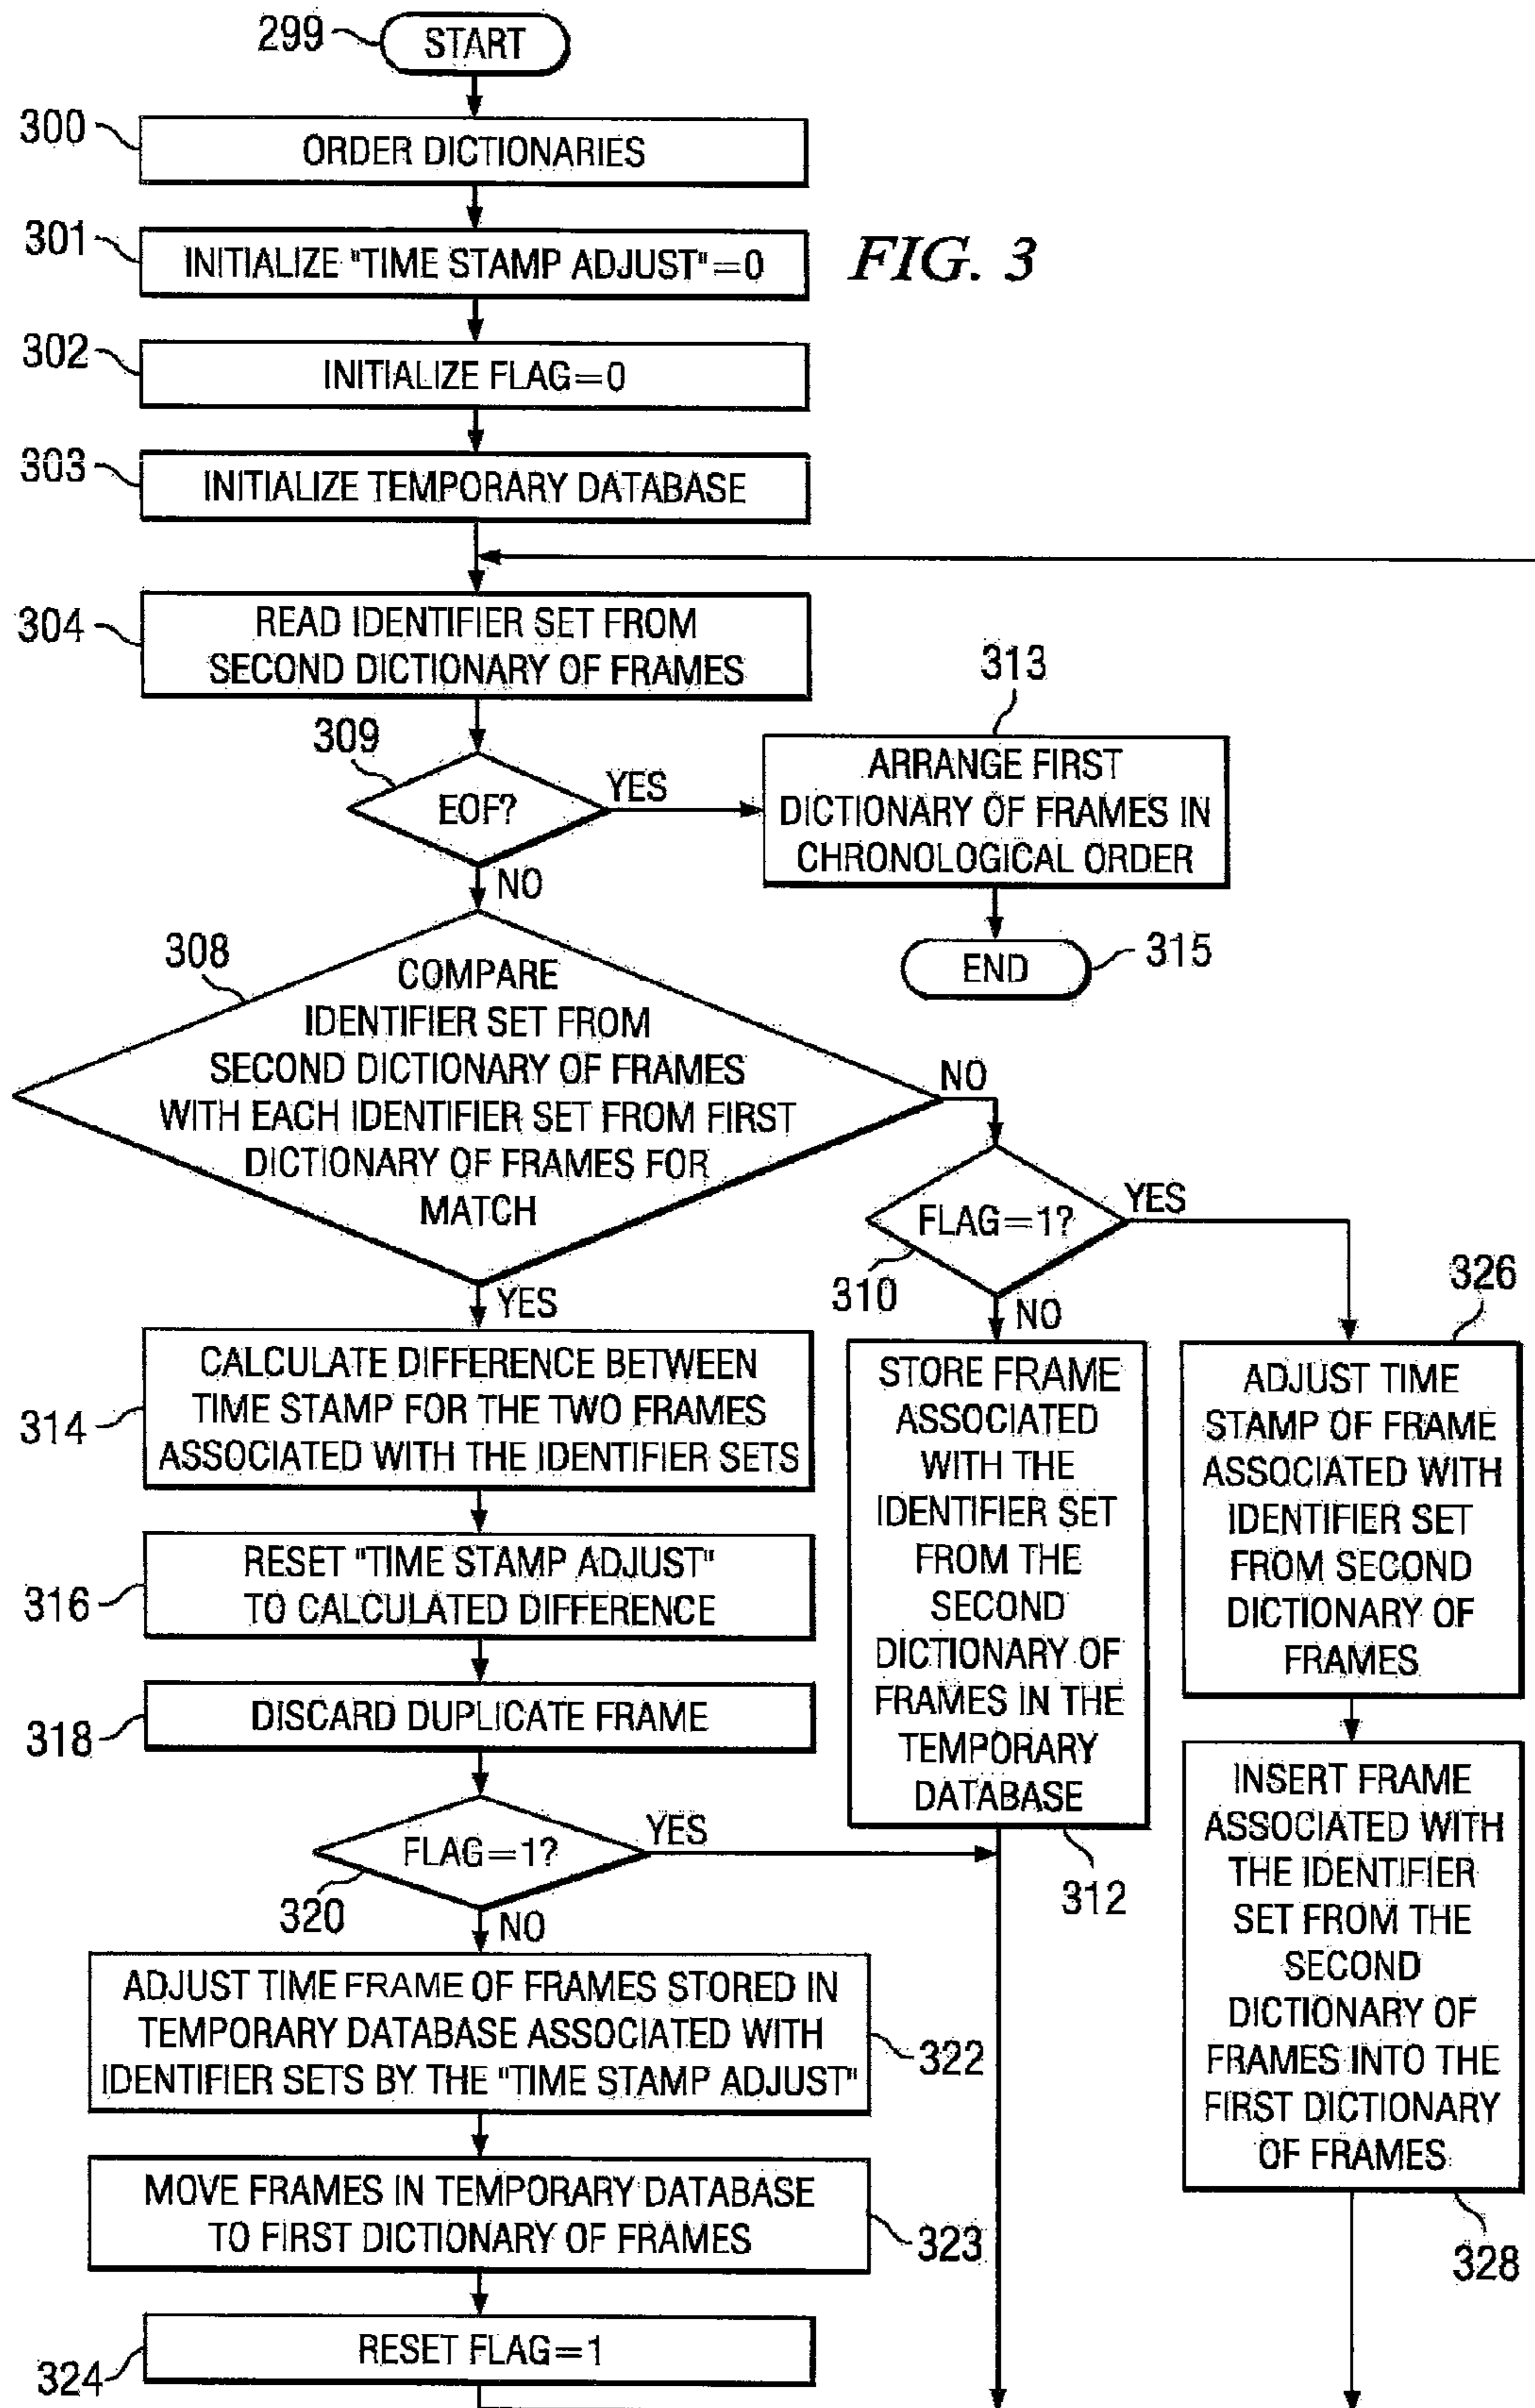 299
START
300
ORDER DICTIONARIES
301
INITIALIZE "TIME STAMP ADJUST"=0
FIG. 3
302
INITIALIZE FLAG=0
303
INITIALIZE TEMPORARY DATABASE
304
READ IDENTIFIER SET FROM
SECOND DICTIONARY OF FRAMES
309
EOF?
YES
NO
313
ARRANGE FIRST
DICTIONARY OF FRAMES IN
CHRONOLOGICAL ORDER
END
315
308
COMPARE
IDENTIFIER SET FROM
SECOND DICTIONARY OF FRAMES
WITH EACH IDENTIFIER SET FROM FIRST
DICTIONARY OF FRAMES FOR
MATCH
NO
YES
FLAG=1?
310
YES
NO
314
CALCULATE DIFFERENCE BETWEEN
TIME STAMP FOR THE TWO FRAMES
ASSOCIATED WITH THE IDENTIFIER SETS
316
RESET "TIME STAMP ADJUST"
TO CALCULATED DIFFERENCE
318
DISCARD DUPLICATE FRAME
FLAG=1?
320
YES
NO
STORE FRAME
ASSOCIATED
WITH THE
IDENTIFIER SET
FROM THE
SECOND
DICTIONARY OF
FRAMES IN THE
TEMPORARY
DATABASE
312
326
ADJUST TIME
STAMP OF FRAME
ASSOCIATED WITH
IDENTIFIER SET
FROM SECOND
DICTIONARY OF
FRAMES
INSERT FRAME
ASSOCIATED WITH
THE IDENTIFIER
SET FROM THE
SECOND
DICTIONARY OF
FRAMES INTO THE
FIRST DICTIONARY
OF FRAMES
328
ADJUST TIME FRAME OF FRAMES STORED IN
TEMPORARY DATABASE ASSOCIATED WITH
IDENTIFIER SETS BY THE "TIME STAMP ADJUST"
322
MOVE FRAMES IN TEMPORARY DATABASE
TO FIRST DICTIONARY OF FRAMES
323
324
RESET FLAG=1